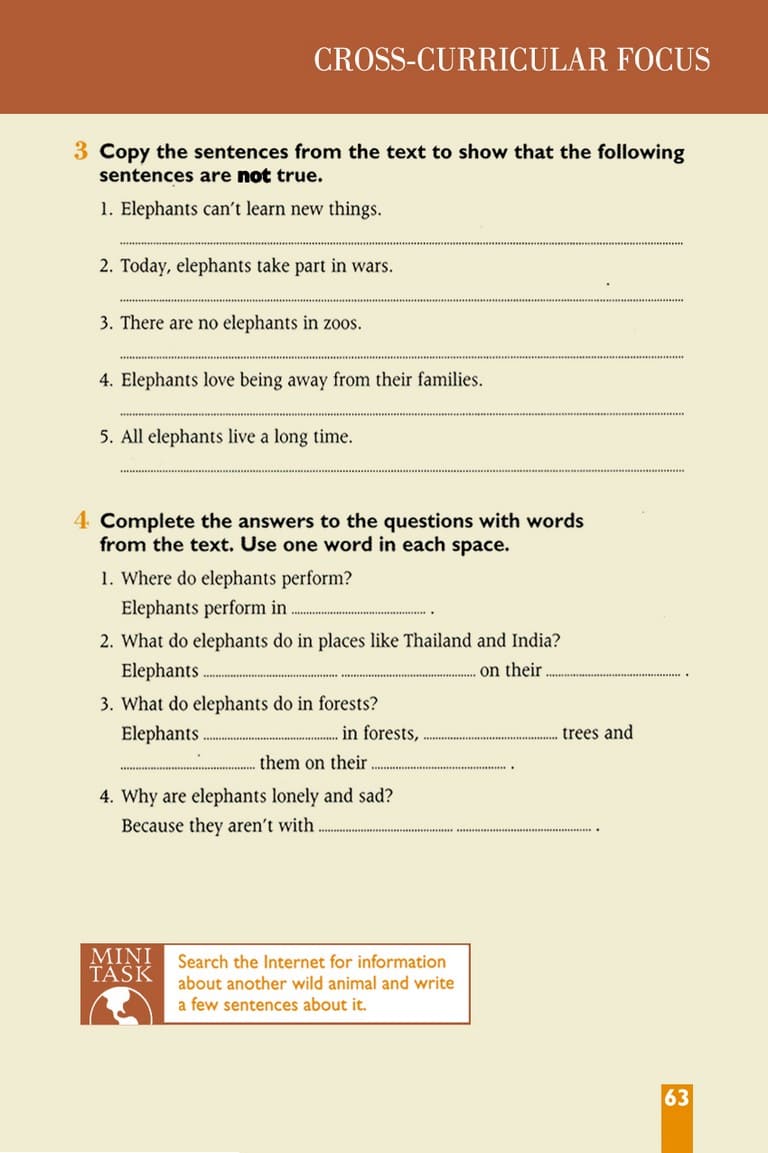 CROSS-CURRICULAR FOCUS
3 Copy the sentences from the text to show that the following
sentences are not true.
1. Elephants can't learn new things.
2. Today, elephants take part in wars.
3. There are no elephants in zoos.
4. Elephants love being away from their families.
5. All elephants live a long time.
4 Complete the answers to the questions with words
from the text. Use one word in each space.
1. Where do elephants perform?
Elephants perform in ........................................ .
2. What do elephants do in places like Thailand and India?
Elephants ........................................ ........................................ on their ........................................ .
3. What do elephants do in forests?
Elephants ........................................ in forests, ........................................ trees and
........................................ them on their ........................................ .
4. Why are elephants lonely and sad?
Because they aren't with ........................................ ........................................ .
MINI
TASK
Search the Internet for information
about another wild animal and write
a few sentences about it.
63